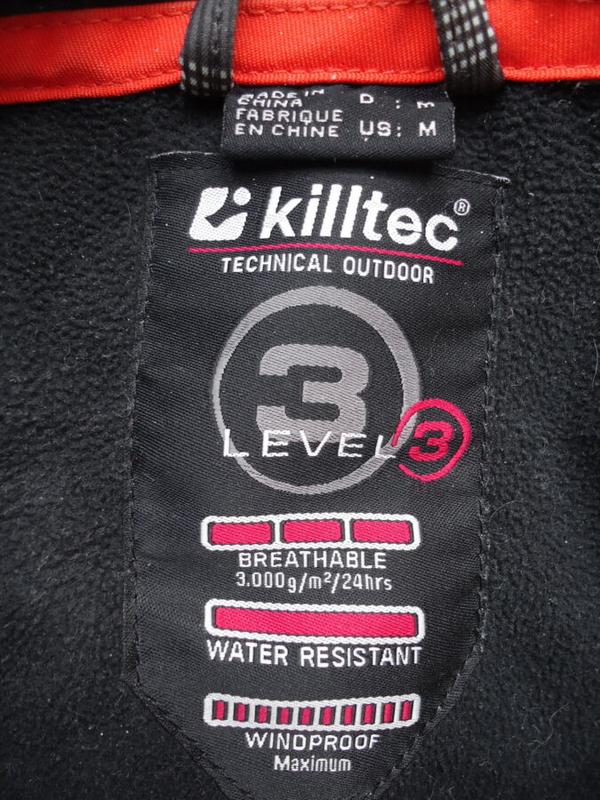 MADE IN
CHINA D : M
FABRIQUE
EN CHINE US: M
killtec®
TECHNICAL OUTDOOR
3
LEVEL 3
BREATHABLE
3.000g/m²/24hrs
WATER RESISTANT
WINDPROOF
Maximum